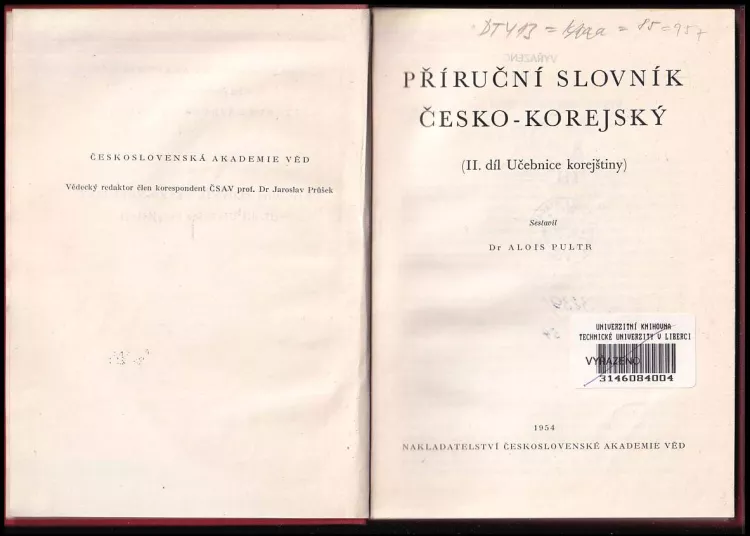 ČESKOSLOVENSKÁ AKADEMIE VĚD
Vědecký redaktor člen korespondent ČSAV prof. Dr Jaroslav Průšek
PŘÍRUČNÍ SLOVNÍK
ČESKO-KOREJSKÝ
(II. díl Učebnice korejštiny)
Sestavil
Dr ALOIS PULTR
UNIVERZITNÍ KNIHOVNA
TECHNICKÉ UNIVERZITY V LIBERCI
VYŘAZENO
3146084004
1954
NAKLADATELSTVÍ ČESKOSLOVENSKÉ AKADEMIE VĚD